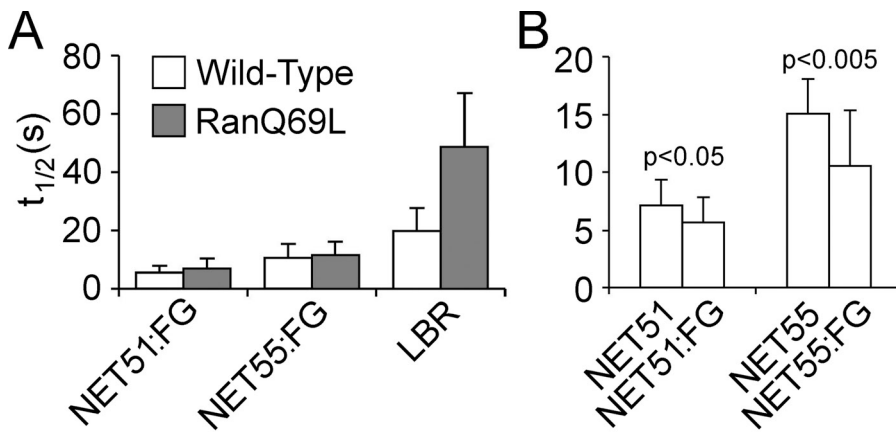 A
t1/2(s)
80
60
40
20
0
Wild-Type
RanQ69L
NET51:FG
NET55:FG
LBR
B
20
15
10
5
0
p<0.05
p<0.005
NET51
NET51:FG
NET55
NET55:FG